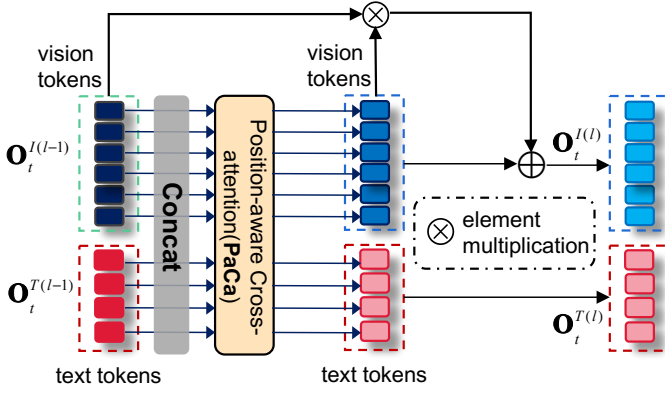 vision
tokens
vision
tokens
O_t^{I(l-1)}
O_t^{I(l)}
Concat
Position-aware Cross-
attention(PaCa)
element
multiplication
O_t^{T(l-1)}
O_t^{T(l)}
text tokens
text tokens